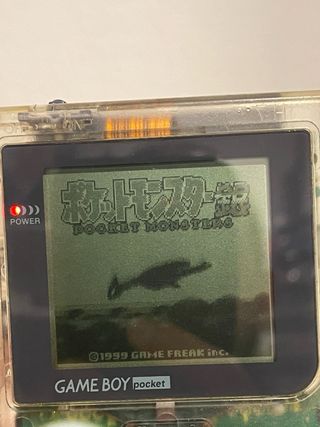 ポケットモンスター 銀
POCKET MONSTERS
POWER
©1999 GAME FREAK inc.
GAME BOY pocket